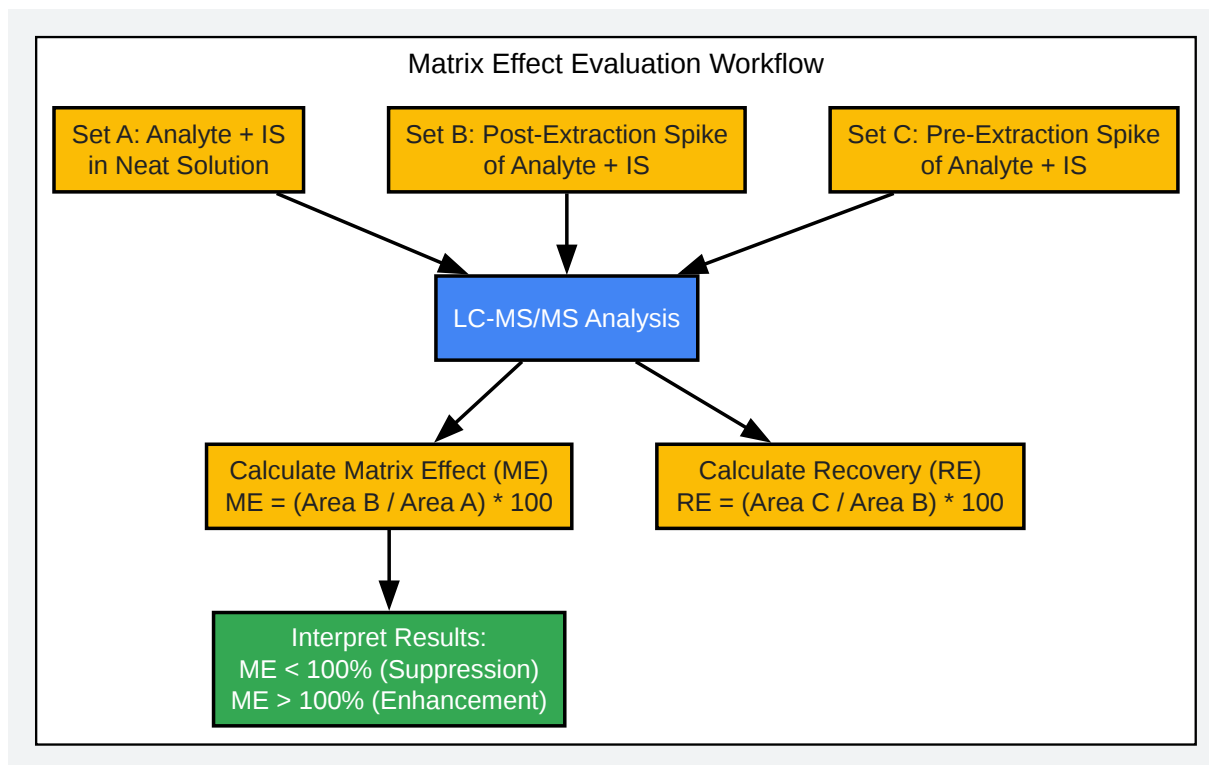 Matrix Effect Evaluation Workflow
Set A: Analyte + IS
in Neat Solution
Set B: Post-Extraction Spike
of Analyte + IS
Set C: Pre-Extraction Spike
of Analyte + IS
LC-MS/MS Analysis
Calculate Matrix Effect (ME)
ME = (Area B / Area A) * 100
Calculate Recovery (RE)
RE = (Area C / Area B) * 100
Interpret Results:
ME < 100% (Suppression)
ME > 100% (Enhancement)